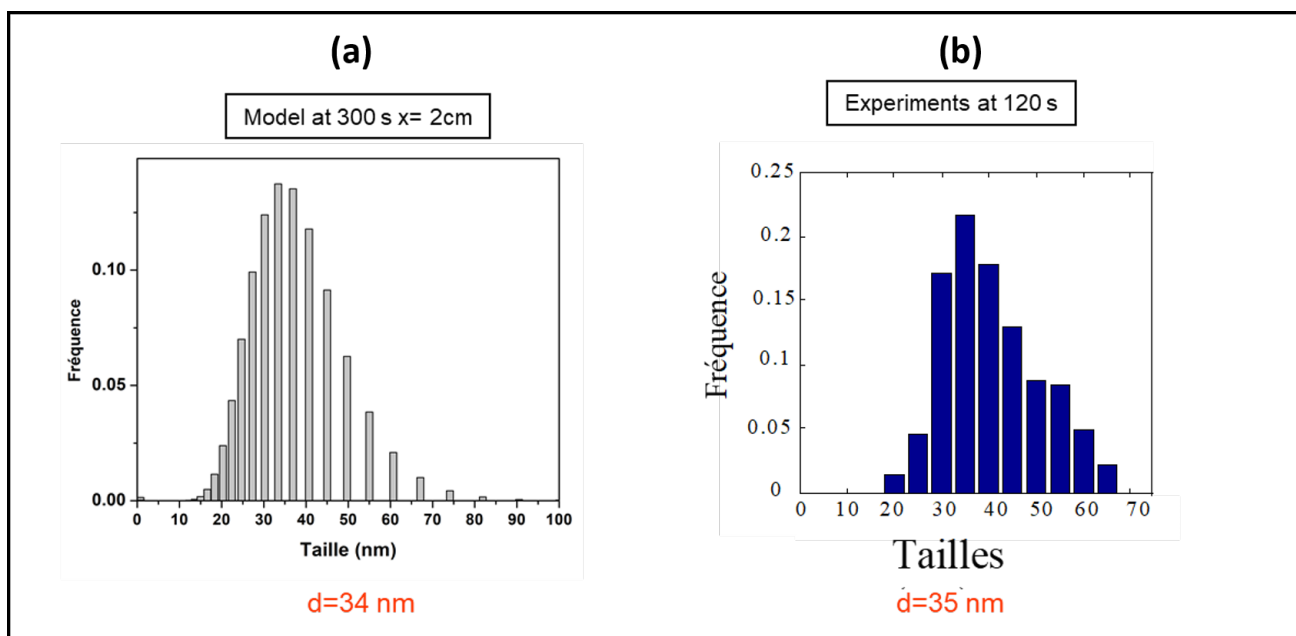 (a)
Model at 300 s x= 2cm
Fréquence
0.10
0.05
0.00
0 10 20 30 40 50 60 70 80 90 100
Taille (nm)
d=34 nm
(b)
Experiments at 120 s
Fréquence
0.25
0.2
0.15
0.1
0.05
0
0 10 20 30 40 50 60 70
Tailles
d=35 nm